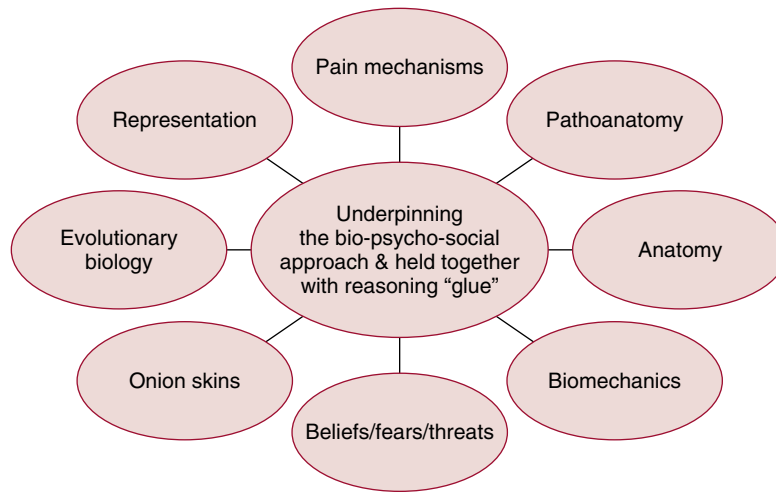 Pain mechanisms
Representation
Pathoanatomy
Underpinning
the bio-psycho-social
approach & held together
with reasoning “glue”
Evolutionary
biology
Anatomy
Onion skins
Biomechanics
Beliefs/fears/threats